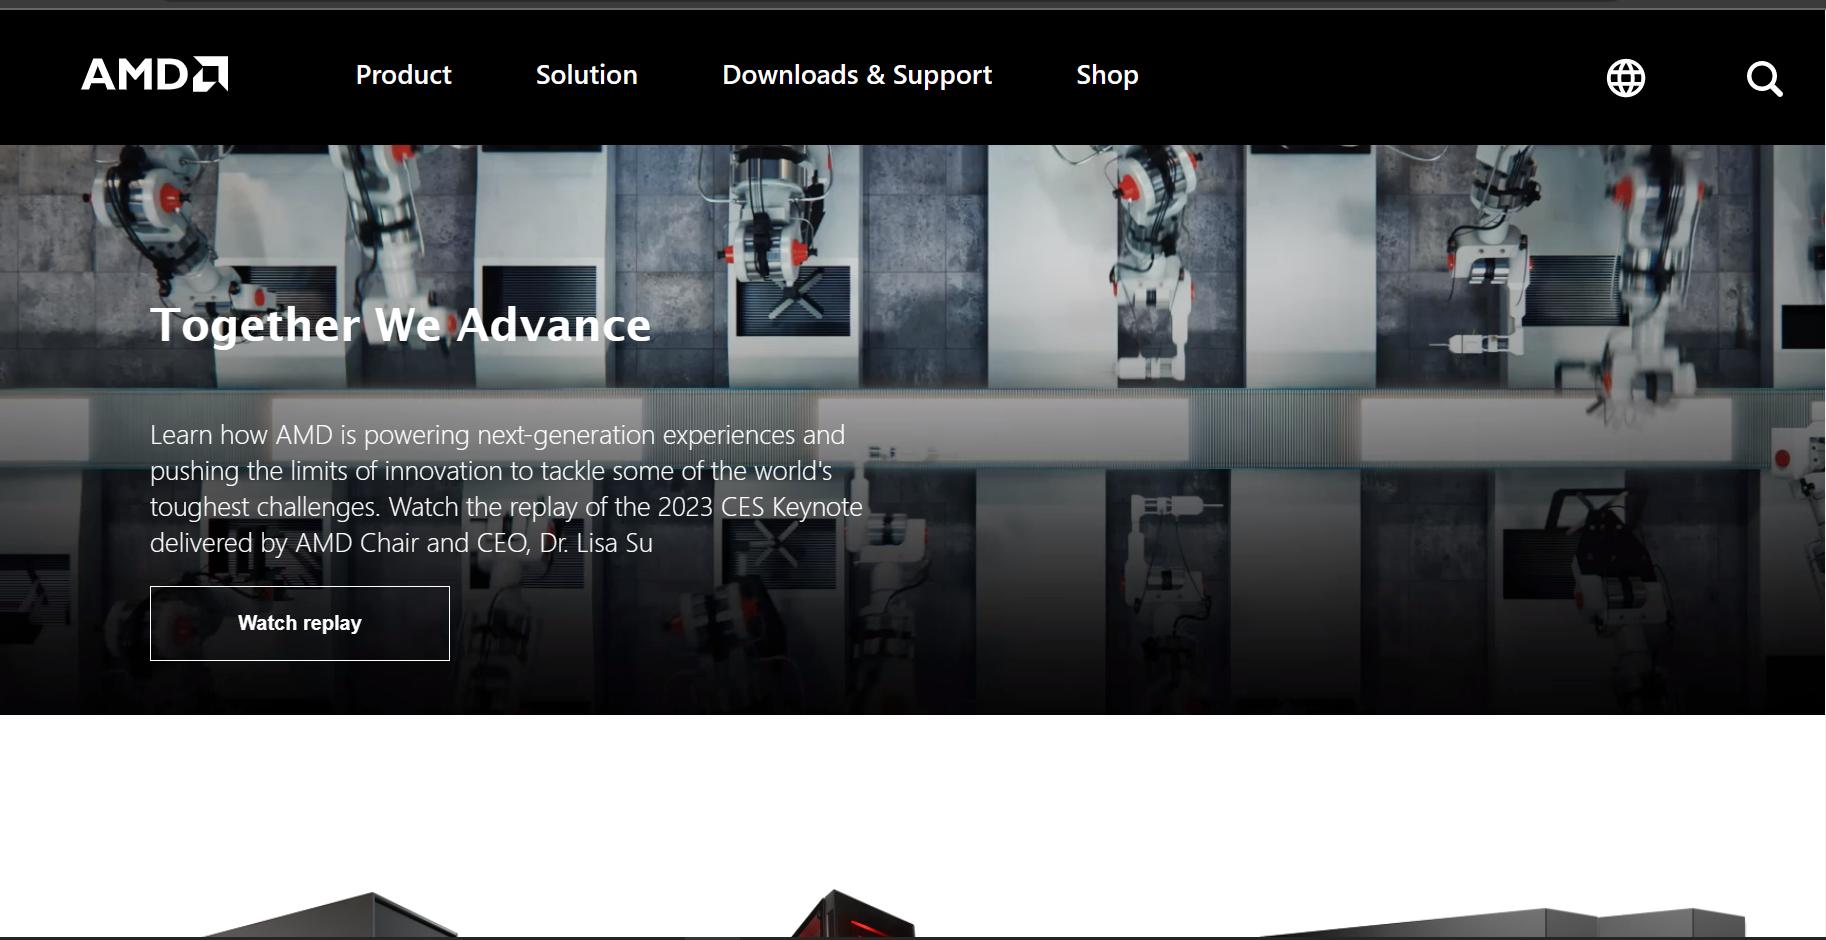 AMD
Product
Solution
Downloads & Support
Shop
Together We Advance
Learn how AMD is powering next-generation experiences and
pushing the limits of innovation to tackle some of the world's
toughest challenges. Watch the replay of the 2023 CES Keynote
delivered by AMD Chair and CEO, Dr. Lisa Su
Watch replay